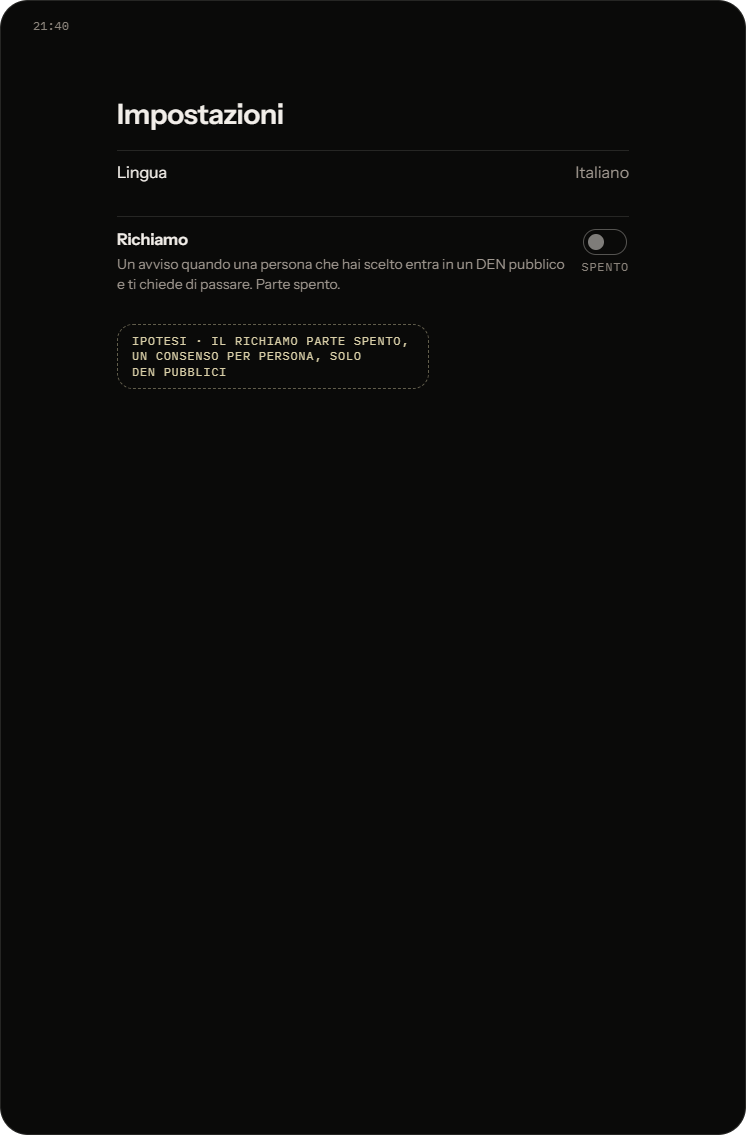 21:40
Impostazioni
Lingua
Italiano
Richiamo
Un avviso quando una persona che hai scelto entra in un DEN pubblico
e ti chiede di passare. Parte spento.
SPENTO
IPOTESI · IL RICHIAMO PARTE SPENTO,
UN CONSENSO PER PERSONA, SOLO
DEN PUBBLICI